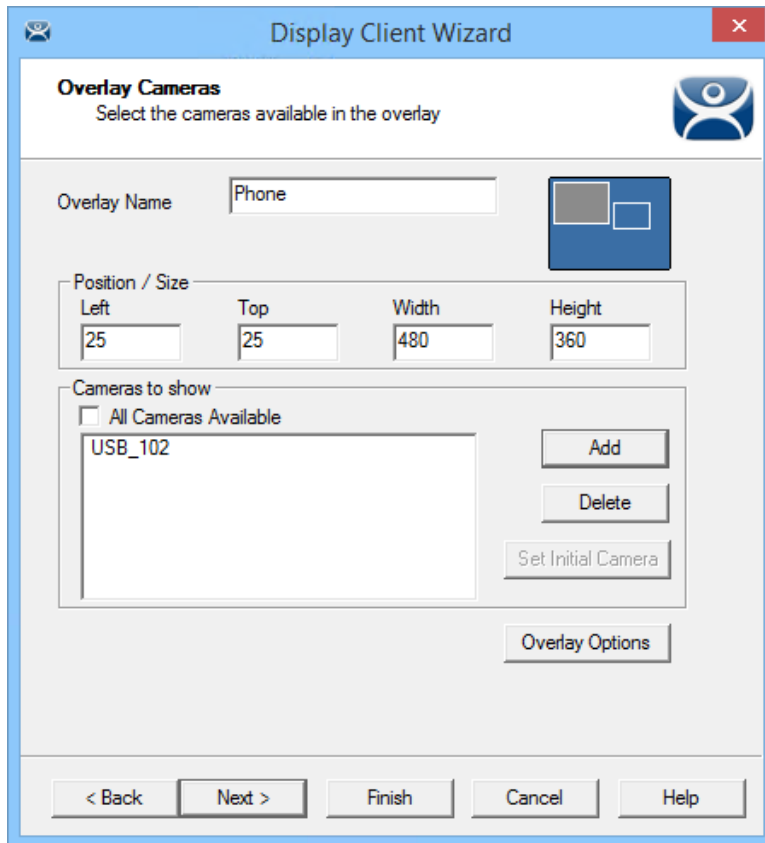 Display Client Wizard
Overlay Cameras
Select the cameras available in the overlay
Overlay Name Phone
Position / Size
Left Top Width Height
25 25 480 360
Cameras to show
All Cameras Available
USB_102
Add
Delete
Set Initial Camera
Overlay Options
< Back Next > Finish Cancel Help